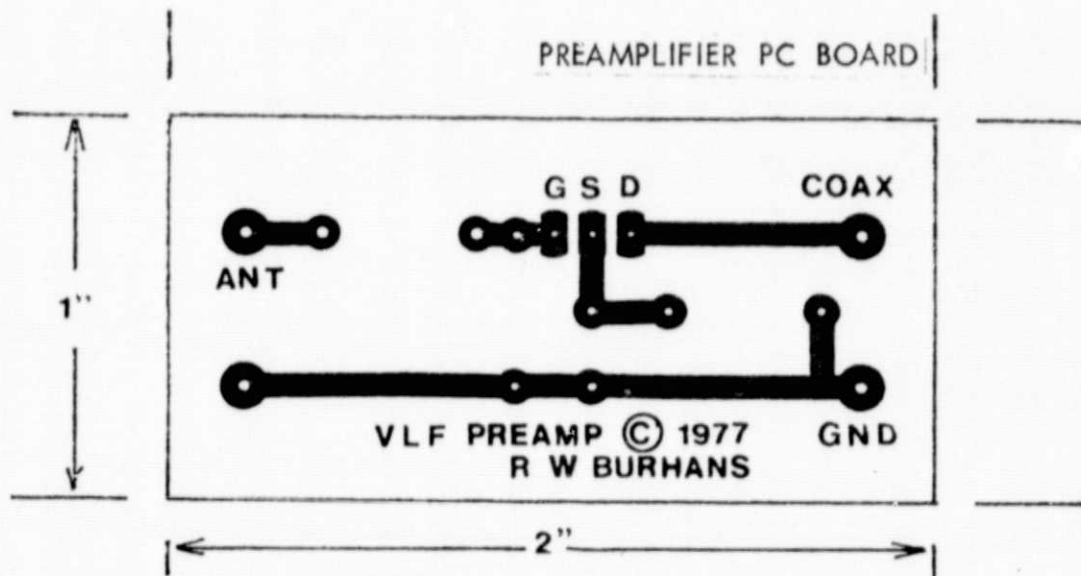 PREAMPLIFIER PC BOARD
G S D
COAX
ANT
1"
VLF PREAMP © 1977
GND
R W BURHANS
2"